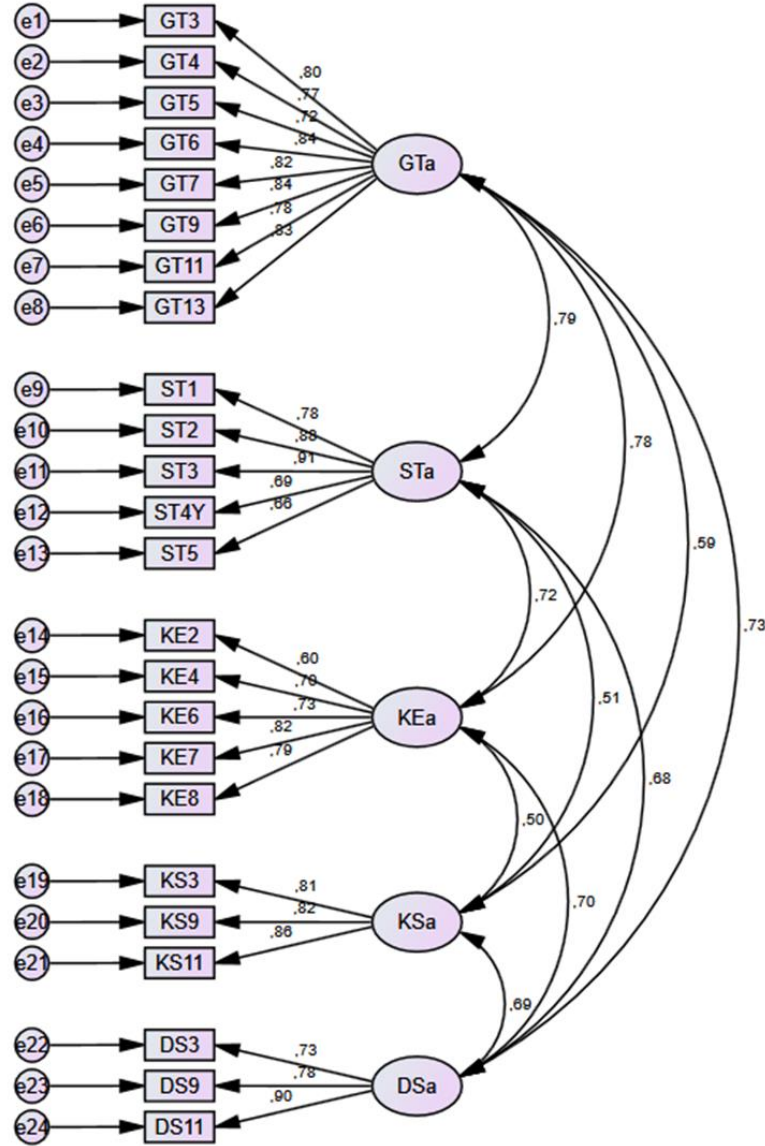 e1 GT3
,80
e2 GT4
,77
e3 GT5
,72
e4 GT6
,84
GTa
e5 GT7
,82
,84
e6 GT9
,78
e7 GT11
,83
e8 GT13
,79
e9 ST1
,78
e10 ST2
,88
e11 ST3
,91
STa
,78
e12 ST4Y
,69
e13 ST5
,66
,59
,72
,73
e14 KE2
,60
e15 KE4
,70
e16 KE6
,73
KEa
,51
e17 KE7
,82
e18 KE8
,79
,68
,50
e19 KS3
,81
,70
e20 KS9
,82
KSa
e21 KS11
,86
,69
e22 DS3
,73
e23 DS9
,78
DSa
e24 DS11
,90